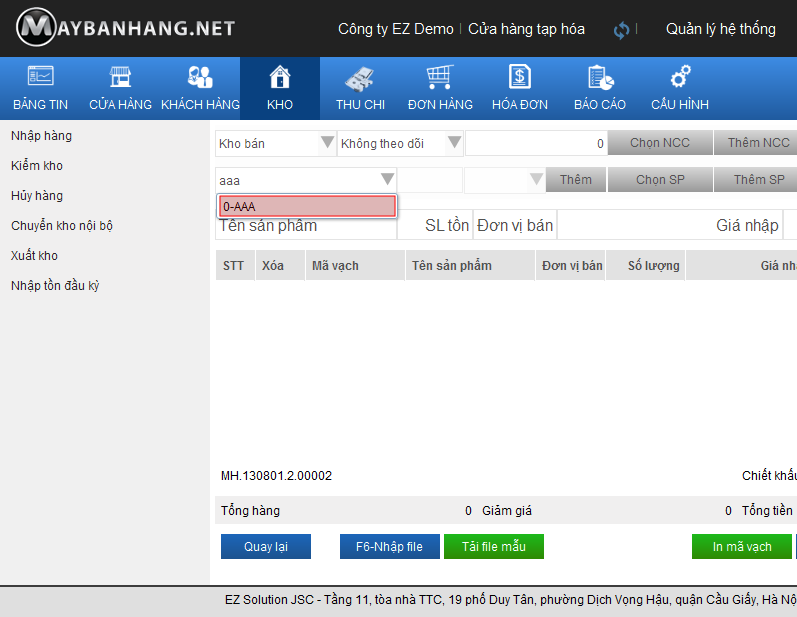 MAYBANHANG.NET
Công ty EZ Demo | Cửa hàng tạp hóa | Quản lý hệ thống
BẢNG TIN CỬA HÀNG KHÁCH HÀNG KHO THU CHI ĐƠN HÀNG HÓA ĐƠN BÁO CÁO CẤU HÌNH
Nhập hàng
Kiểm kho
Hủy hàng
Chuyển kho nội bộ
Xuất kho
Nhập tồn đầu kỳ
Kho bán Không theo dõi 0 Chọn NCC Thêm NCC
aaa Thêm Chọn SP Thêm SP
0-AAA
Tên sản phẩm SL tồn Đơn vị bán Giá nhập
STT Xóa Mã vạch Tên sản phẩm Đơn vị bán Số lượng Giá nhậ
MH.130801.2.00002 Chiết khấu
Tổng hàng 0 Giảm giá 0 Tổng tiền
Quay lại F6-Nhập file Tải file mẫu In mã vạch
EZ Solution JSC - Tầng 11, tòa nhà TTC, 19 phố Duy Tân, phường Dịch Vọng Hậu, quận Cầu Giấy, Hà Nộ